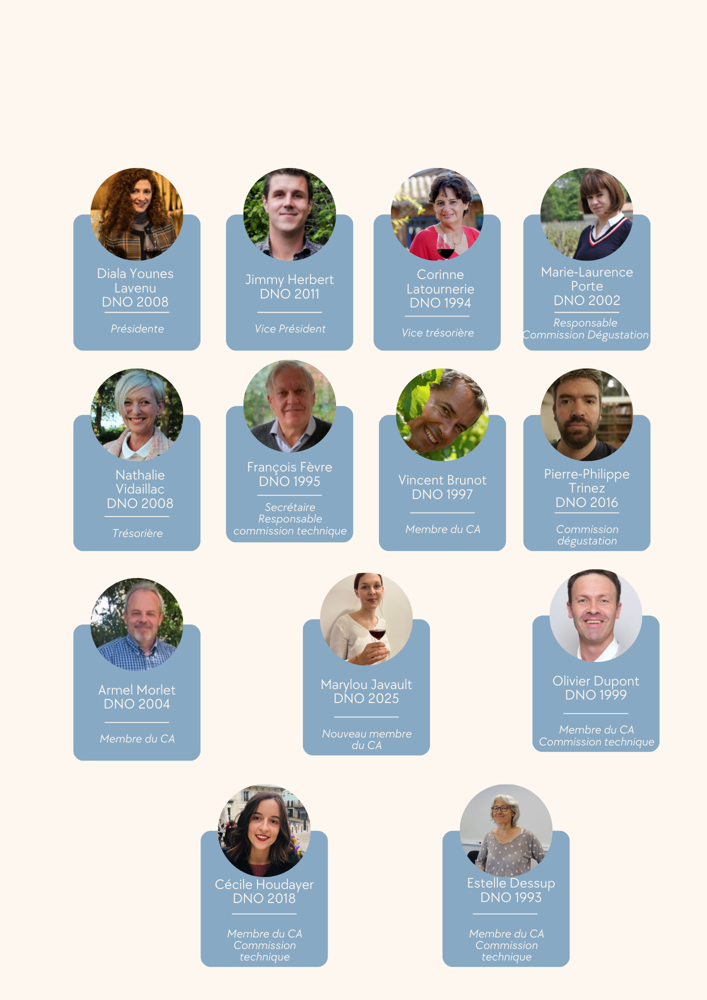 Diala Younes
Lavenu
DNO 2008
Présidente
Jimmy Herbert
DNO 2011
Vice Président
Corinne
Latournerie
DNO 1994
Vice trésorière
Marie-Laurence
Porte
DNO 2002
Responsable
Commission Dégustation
Nathalie
Vidaillac
DNO 2008
Trésorière
François Fèvre
DNO 1995
Secrétaire
Responsable
commission technique
Vincent Brunot
DNO 1997
Membre du CA
Pierre-Philippe
Trinez
DNO 2016
Commission
dégustation
Armel Morlet
DNO 2004
Membre du CA
Marylou Javault
DNO 2025
Nouveau membre
du CA
Olivier Dupont
DNO 1999
Membre du CA
Commission technique
Cécile Houdayer
DNO 2018
Membre du CA
Commission
technique
Estelle Dessup
DNO 1993
Membre du CA
Commission
technique